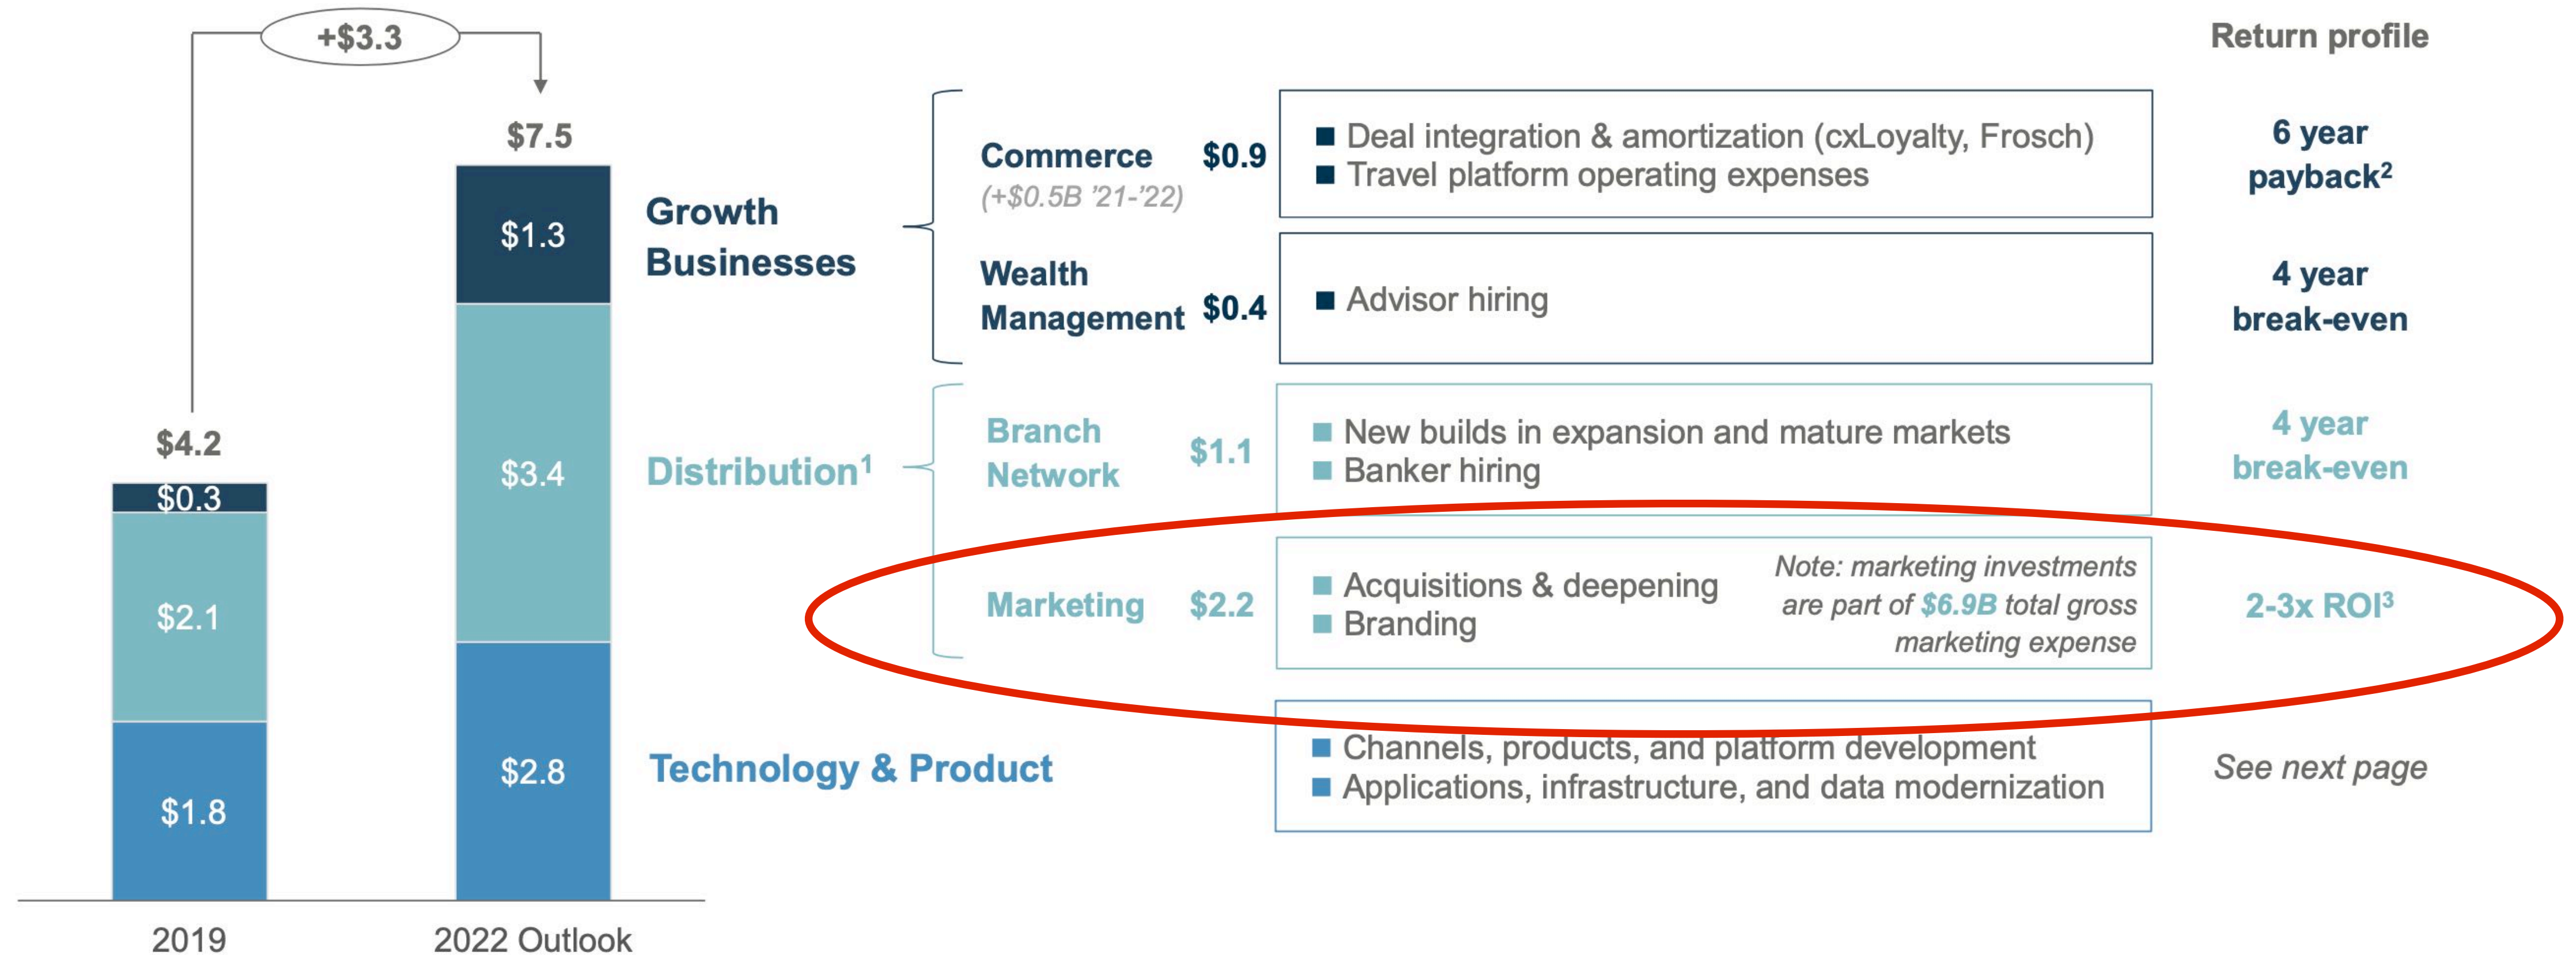 +$3.3
Return profile
$7.5
$4.2
$1.3
$3.4
$2.8
$0.3
$2.1
$1.8
2019
2022 Outlook
Growth
Businesses
Commerce $0.9
(+$0.5B ’21-’22)
■ Deal integration & amortization (cxLoyalty, Frosch)
■ Travel platform operating expenses
6 year
payback²
Wealth
Management $0.4
■ Advisor hiring
4 year
break-even
Distribution¹
Branch
Network $1.1
■ New builds in expansion and mature markets
■ Banker hiring
4 year
break-even
Marketing $2.2
■ Acquisitions & deepening
■ Branding
Note: marketing investments
are part of $6.9B total gross
marketing expense
2-3x ROI³
Technology & Product
■ Channels, products, and platform development
■ Applications, infrastructure, and data modernization
See next page